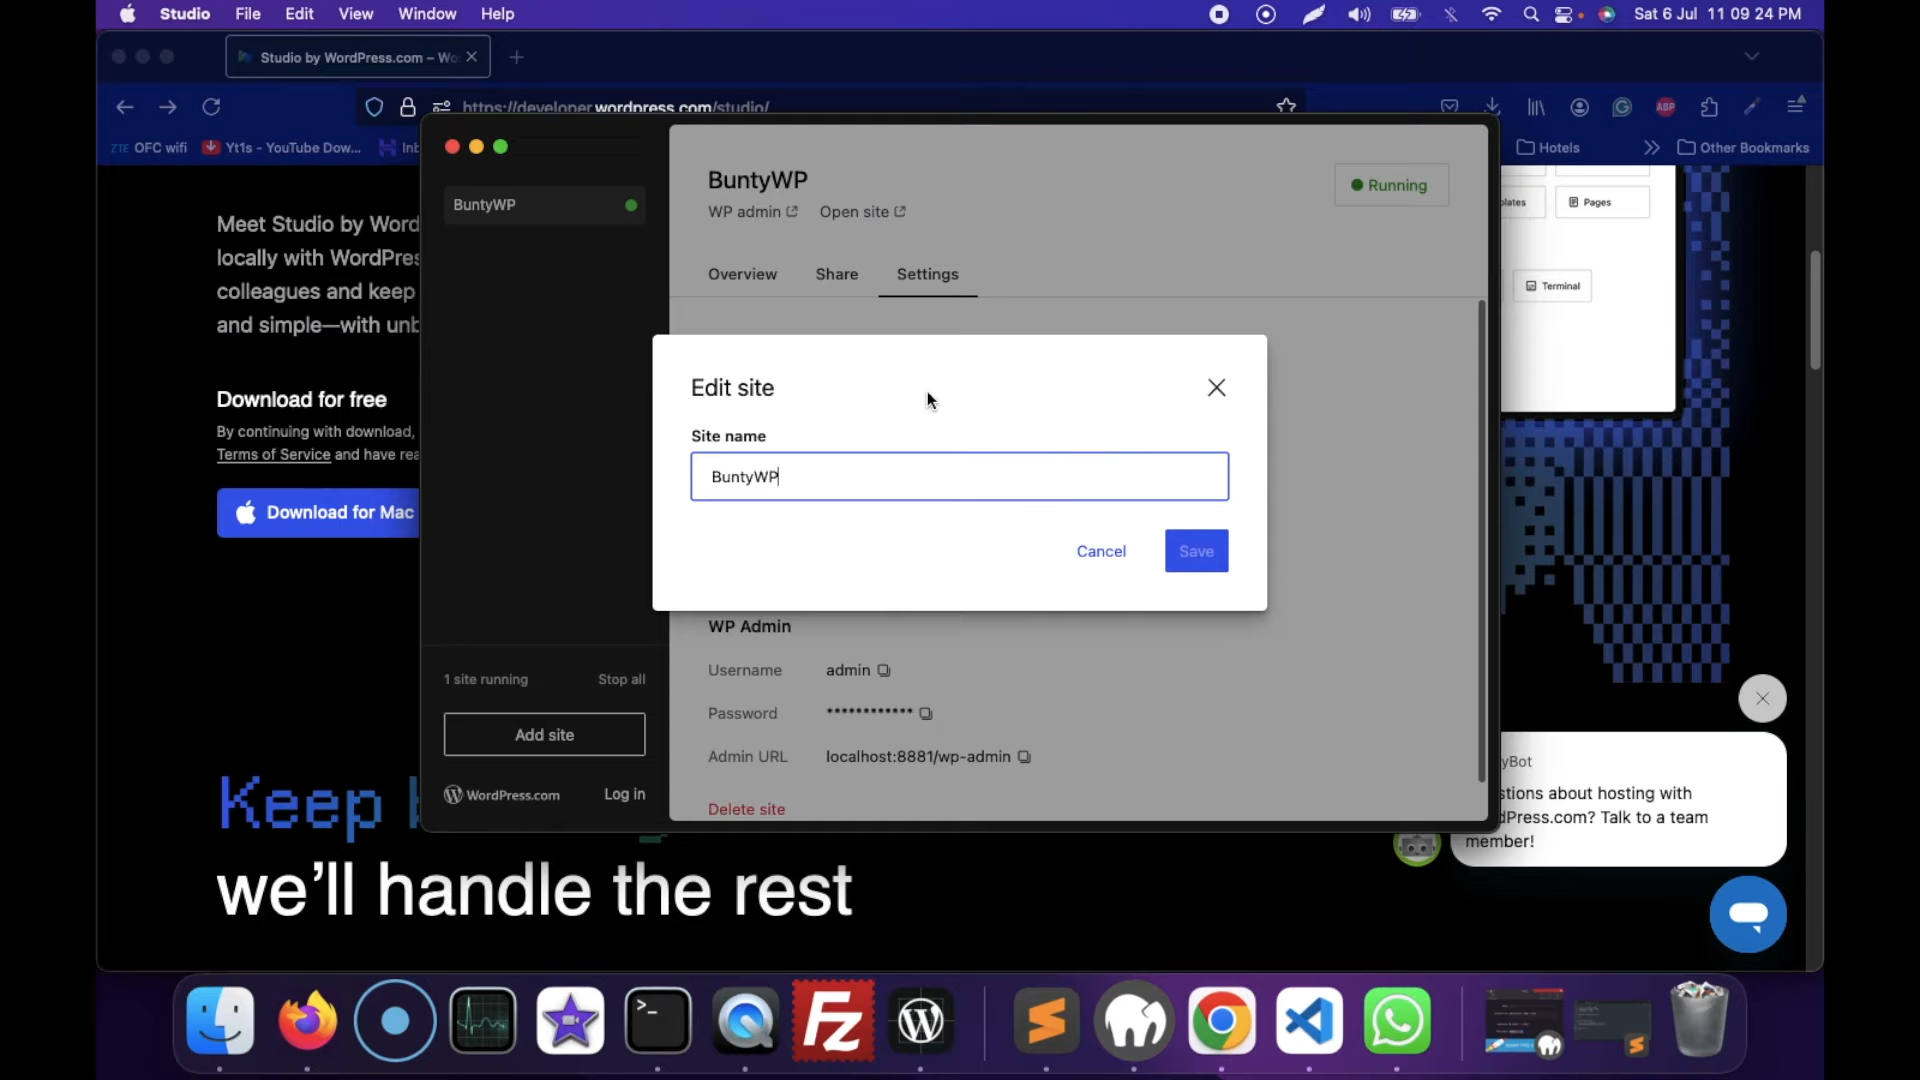 Studio File Edit View Window Help
Sat 6 Jul 11 09 24 PM
Studio by WordPress.com – Wo
https://developer.wordpress.com/studio/
ABP
ZTE OFC wifi
Yt1s - YouTube Dow...
Hotels
Other Bookmarks
Meet Studio by Word
locally with WordPres
colleagues and keep
and simple—with unb
Download for free
By continuing with download,
Terms of Service and have rea
Download for Mac
BuntyWP
1 site running
Stop all
Add site
WordPress.com
Log in
BuntyWP
WP admin
Open site
Running
Overview
Share
Settings
Edit site
Site name
BuntyWP
Cancel
Save
WP Admin
Username
admin
Password
************
Admin URL
localhost:8881/wp-admin
Delete site
Pages
Terminal
yBot
stions about hosting with
dPress.com? Talk to a team
member!
Keep
we’ll handle the rest
Fz